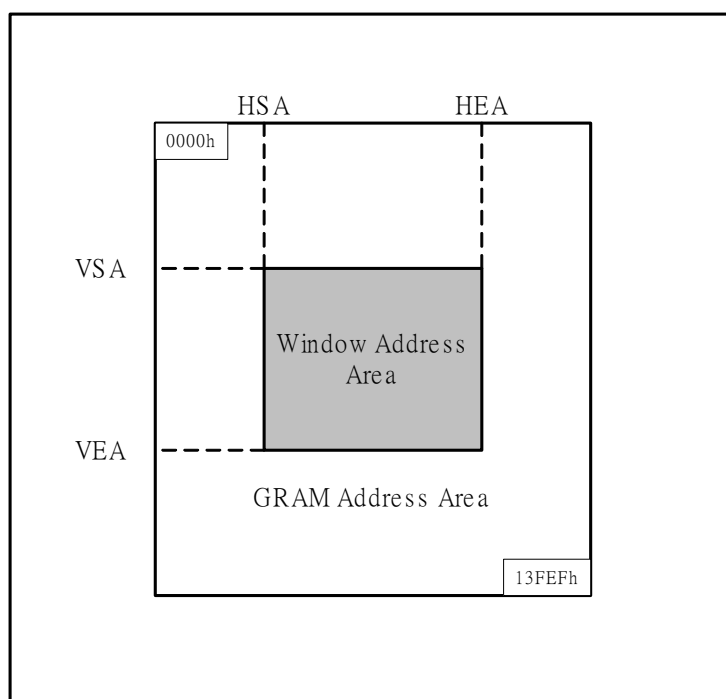 HSA HEA
0000h
VSA
Window Address
Area
VEA
GRAM Address Area
13FEFh